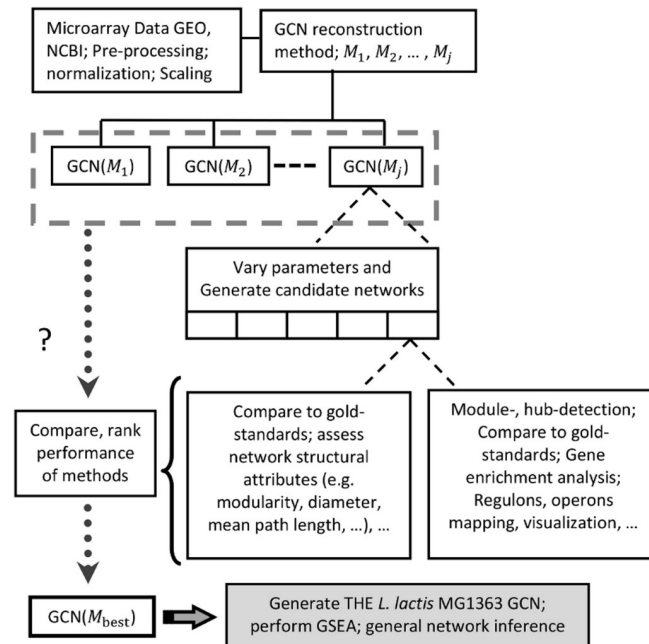 Microarray Data GEO,
NCBI; Pre-processing;
normalization; Scaling
GCN reconstruction
method; M₁, M₂, … , Mⱼ
GCN(M₁)
GCN(M₂)
GCN(Mⱼ)
Vary parameters and
Generate candidate networks
?
Compare, rank
performance
of methods
Compare to gold-
standards; assess
network structural
attributes (e.g.
modularity, diameter,
mean path length, …), …
Module-, hub-detection;
Compare to gold-
standards; Gene
enrichment analysis;
Regulons, operons
mapping, visualization, …
GCN(M_best)
Generate THE L. lactis MG1363 GCN;
perform GSEA; general network inference